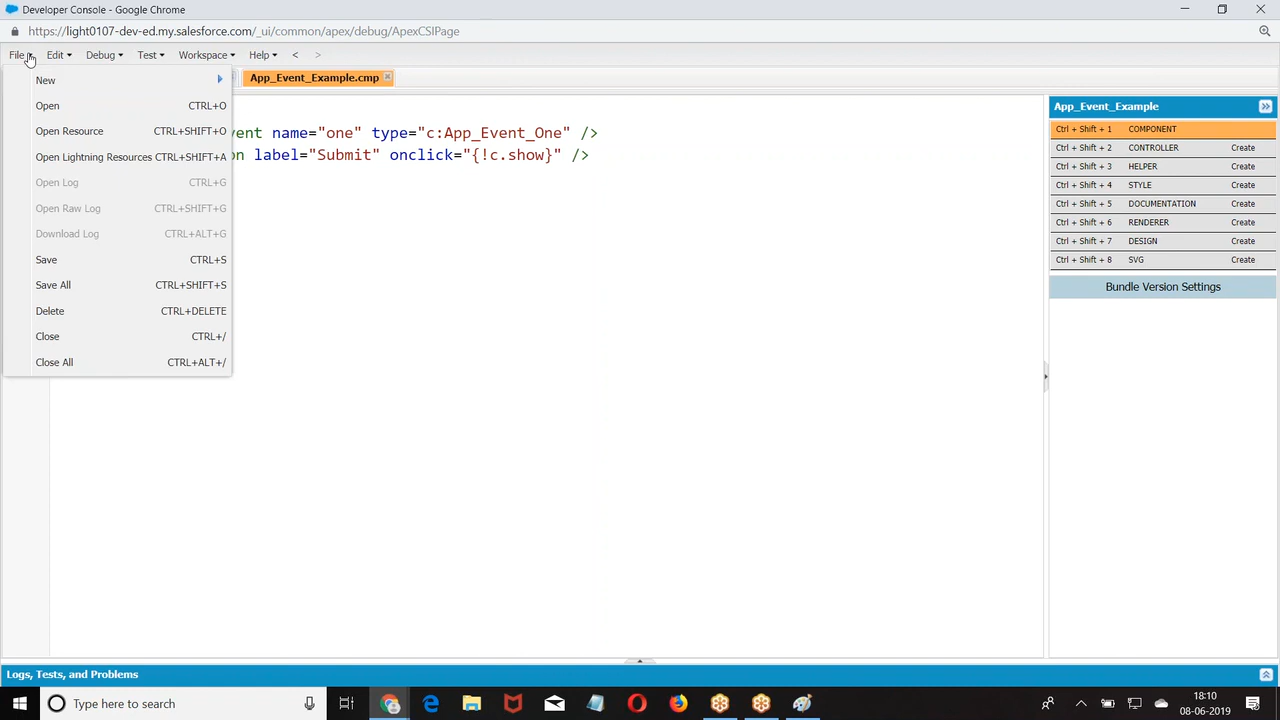 Developer Console - Google Chrome
https://light0107-dev-ed.my.salesforce.com/_ui/common/apex/debug/ApexCSIPage
File Edit Debug Test Workspace Help < >
App_Event_Example.cmp
New
Open CTRL+O
Open Resource CTRL+SHIFT+O
Open Lightning Resources CTRL+SHIFT+A
Open Log CTRL+G
Open Raw Log CTRL+SHIFT+G
Download Log CTRL+ALT+G
Save CTRL+S
Save All CTRL+SHIFT+S
Delete CTRL+DELETE
Close CTRL+/
Close All CTRL+ALT+/
vent name="one" type="c:App_Event_One" />
on label="Submit" onclick="{!c.show}" />
App_Event_Example
Ctrl + Shift + 1 COMPONENT
Ctrl + Shift + 2 CONTROLLER Create
Ctrl + Shift + 3 HELPER Create
Ctrl + Shift + 4 STYLE Create
Ctrl + Shift + 5 DOCUMENTATION Create
Ctrl + Shift + 6 RENDERER Create
Ctrl + Shift + 7 DESIGN Create
Ctrl + Shift + 8 SVG Create
Bundle Version Settings
Logs, Tests, and Problems
Type here to search
18:10
08-06-2019